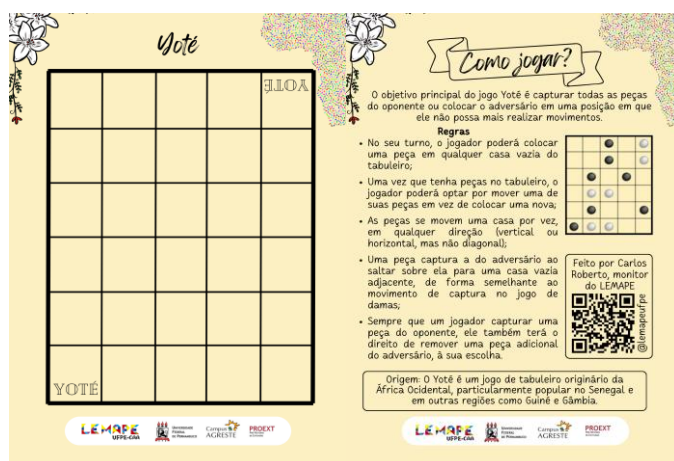 Yoté
YOTÉ
YOTÉ
LEMAPE
UFPE-CAA
UNIVERSIDADE
FEDERAL
DE PERNAMBUCO
Campus
AGRESTE
PROEXT
Como jogar?
O objetivo principal do jogo Yoté é capturar todas as peças
do oponente ou colocar o adversário em uma posição em que
ele não possa mais realizar movimentos.
Regras
• No seu turno, o jogador poderá colocar
uma peça em qualquer casa vazia do
tabuleiro;
• Uma vez que tenha peças no tabuleiro, o
jogador poderá optar por mover uma de
suas peças em vez de colocar uma nova;
• As peças se movem uma casa por vez,
em qualquer direção (vertical ou
horizontal, mas não diagonal);
• Uma peça captura a do adversário ao
saltar sobre ela para uma casa vazia
adjacente, de forma semelhante ao
movimento de captura no jogo de
damas;
• Sempre que um jogador capturar uma
peça do oponente, ele também terá o
direito de remover uma peça adicional
do adversário, à sua escolha.
Feito por Carlos
Roberto, monitor
do LEMAPE
@lemapeufpe
Origem: O Yoté é um jogo de tabuleiro originário da
África Ocidental, particularmente popular no Senegal e
em outras regiões como Guiné e Gâmbia.
LEMAPE
UFPE-CAA
UNIVERSIDADE
FEDERAL
DE PERNAMBUCO
Campus
AGRESTE
PROEXT